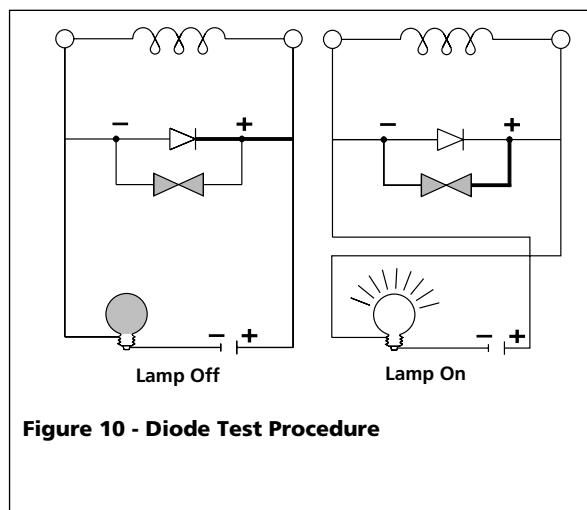 − + − +
− + − +
Lamp Off Lamp On
Figure 10 - Diode Test Procedure